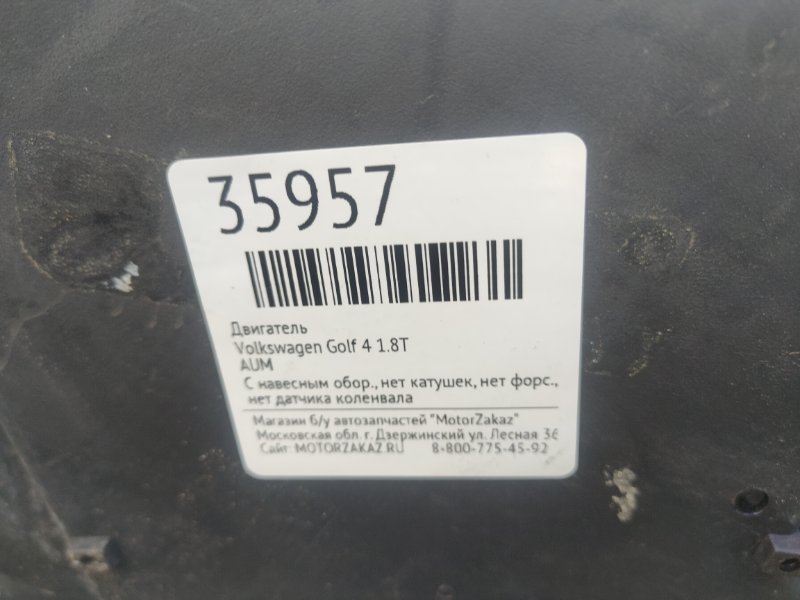 35957
Двигатель
Volkswagen Golf 4 1.8T
AUM
С навесным обор., нет катушек, нет форс.,
нет датчика коленвала
Магазин б/у автозапчастей "MotorZakaz"
Московская обл. г. Дзержинский ул. Лесная 36
Сайт: MOTORZAKAZ.RU 8-800-775-45-92